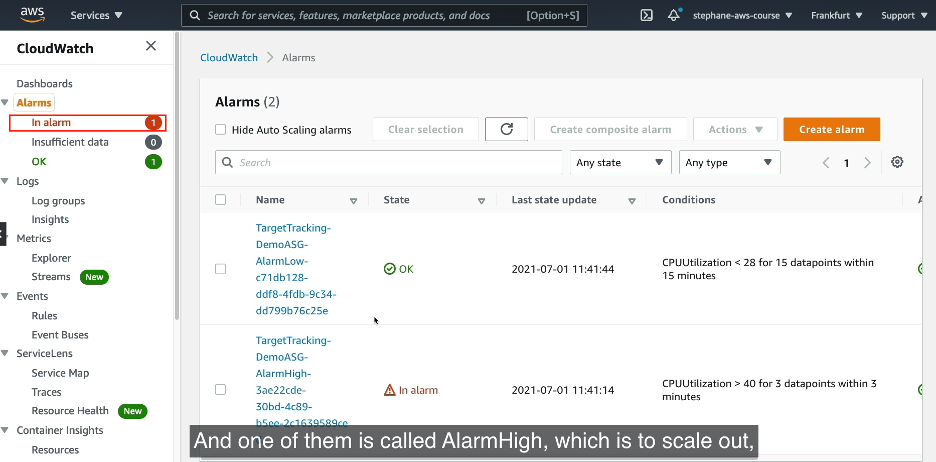 aws
Services
Search for services, features, marketplace products, and docs
[Option+S]
stephane-aws-course
Frankfurt
Support
CloudWatch
Dashboards
Alarms
In alarm
1
Insufficient data
0
OK
1
Logs
Log groups
Insights
Metrics
Explorer
Streams
New
Events
Rules
Event Buses
ServiceLens
Service Map
Traces
Resource Health
New
Container Insights
Resources
CloudWatch
Alarms
Alarms (2)
Hide Auto Scaling alarms
Clear selection
Create composite alarm
Actions
Create alarm
Search
Any state
Any type
1
Name
State
Last state update
Conditions
TargetTracking-
DemoASG-
AlarmLow-
c71db128-
ddf8-4fdb-9c34-
dd799b76c25e
OK
2021-07-01 11:41:44
CPUUtilization < 28 for 15 datapoints within
15 minutes
TargetTracking-
DemoASG-
AlarmHigh-
3ae22cde-
30bd-4c89-
b5ee-2c1639589ce
In alarm
2021-07-01 11:41:14
CPUUtilization > 40 for 3 datapoints within 3
minutes
And one of them is called AlarmHigh, which is to scale out,